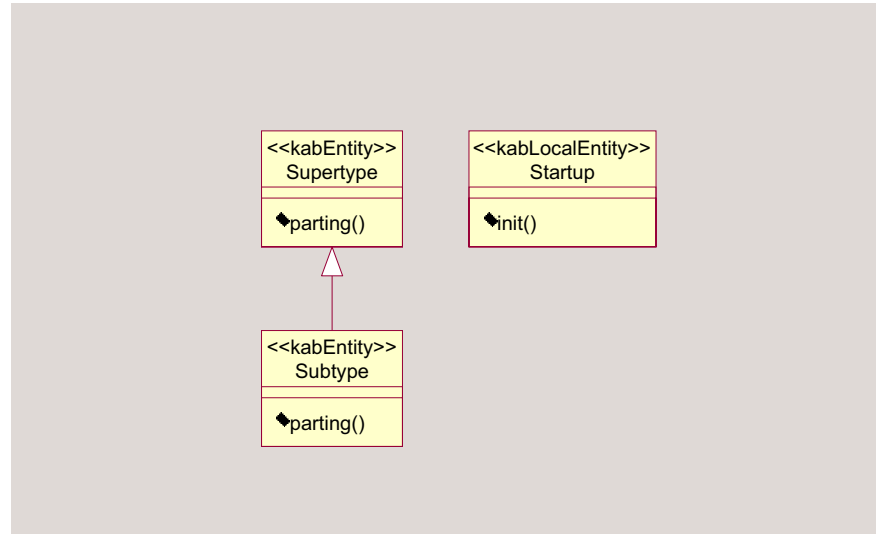 <<kabEntity>>
Supertype
parting()
<<kabLocalEntity>>
Startup
init()
<<kabEntity>>
Subtype
parting()